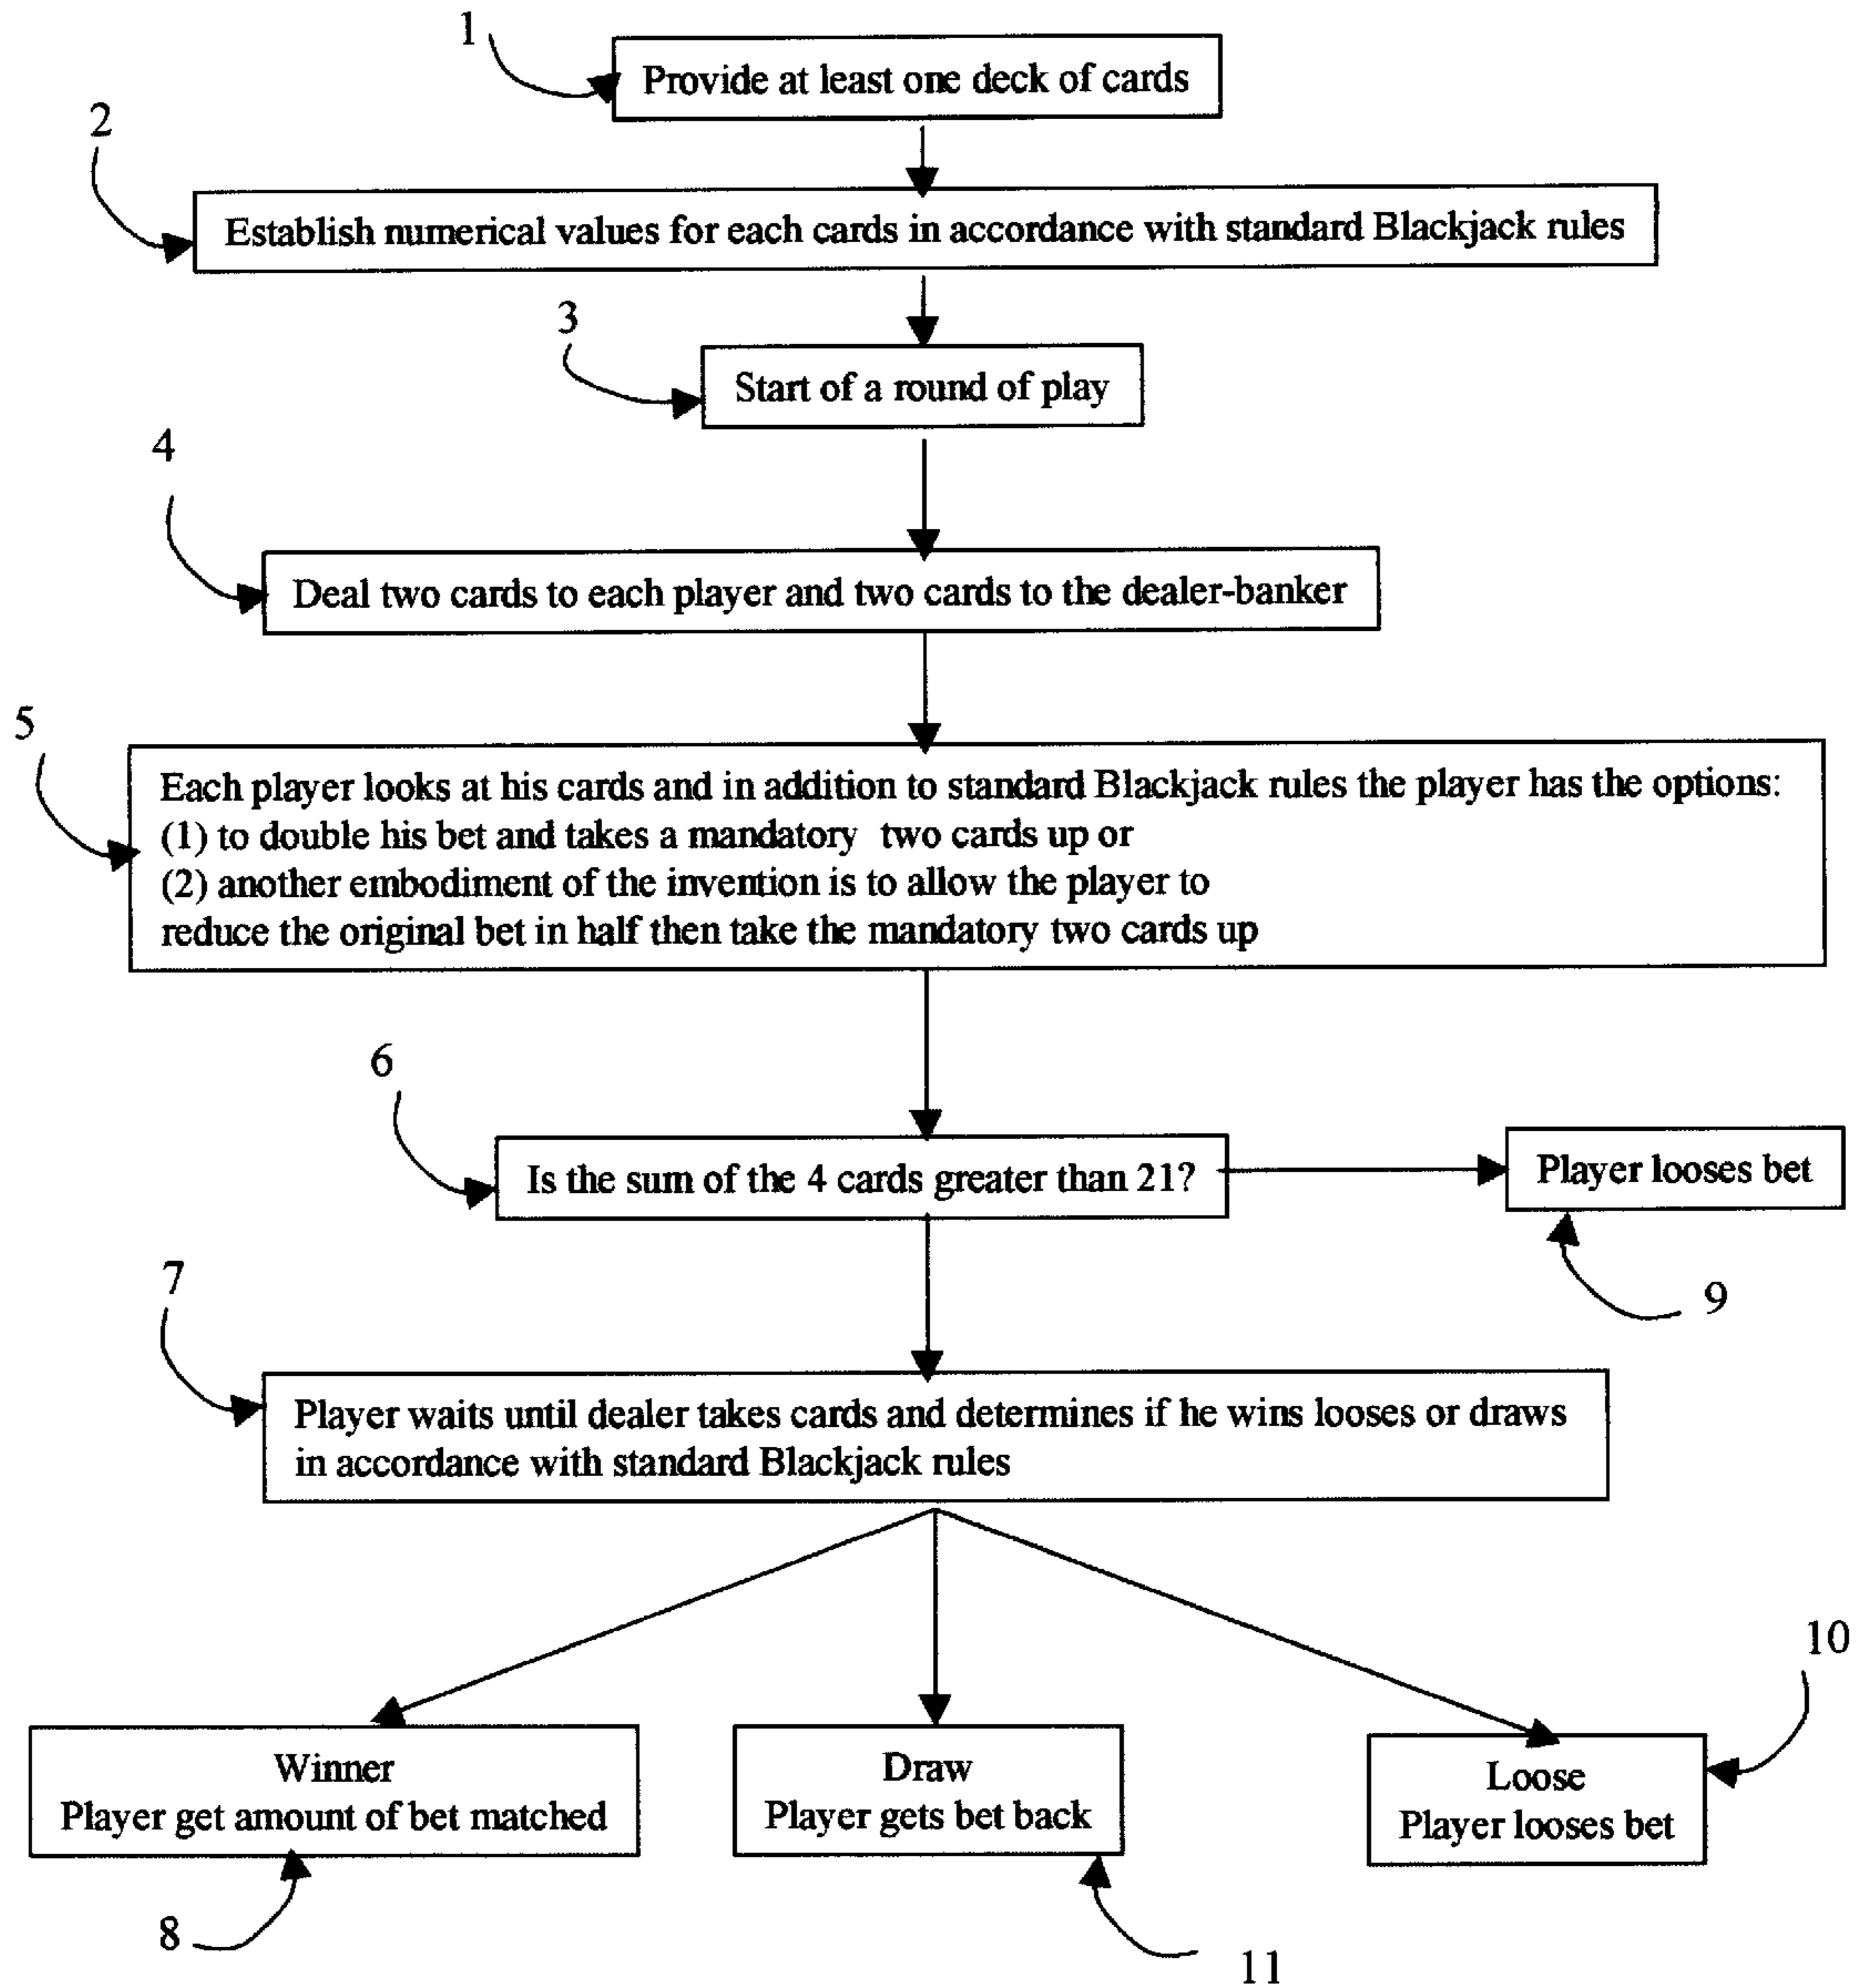 1
Provide at least one deck of cards
2
Establish numerical values for each cards in accordance with standard Blackjack rules
3
Start of a round of play
4
Deal two cards to each player and two cards to the dealer-banker
5
Each player looks at his cards and in addition to standard Blackjack rules the player has the options:
(1) to double his bet and takes a mandatory two cards up or
(2) another embodiment of the invention is to allow the player to
reduce the original bet in half then take the mandatory two cards up
6
Is the sum of the 4 cards greater than 21?
Player looses bet
9
7
Player waits until dealer takes cards and determines if he wins looses or draws
in accordance with standard Blackjack rules
10
Winner
Player get amount of bet matched
Draw
Player gets bet back
Loose
Player looses bet
8
11